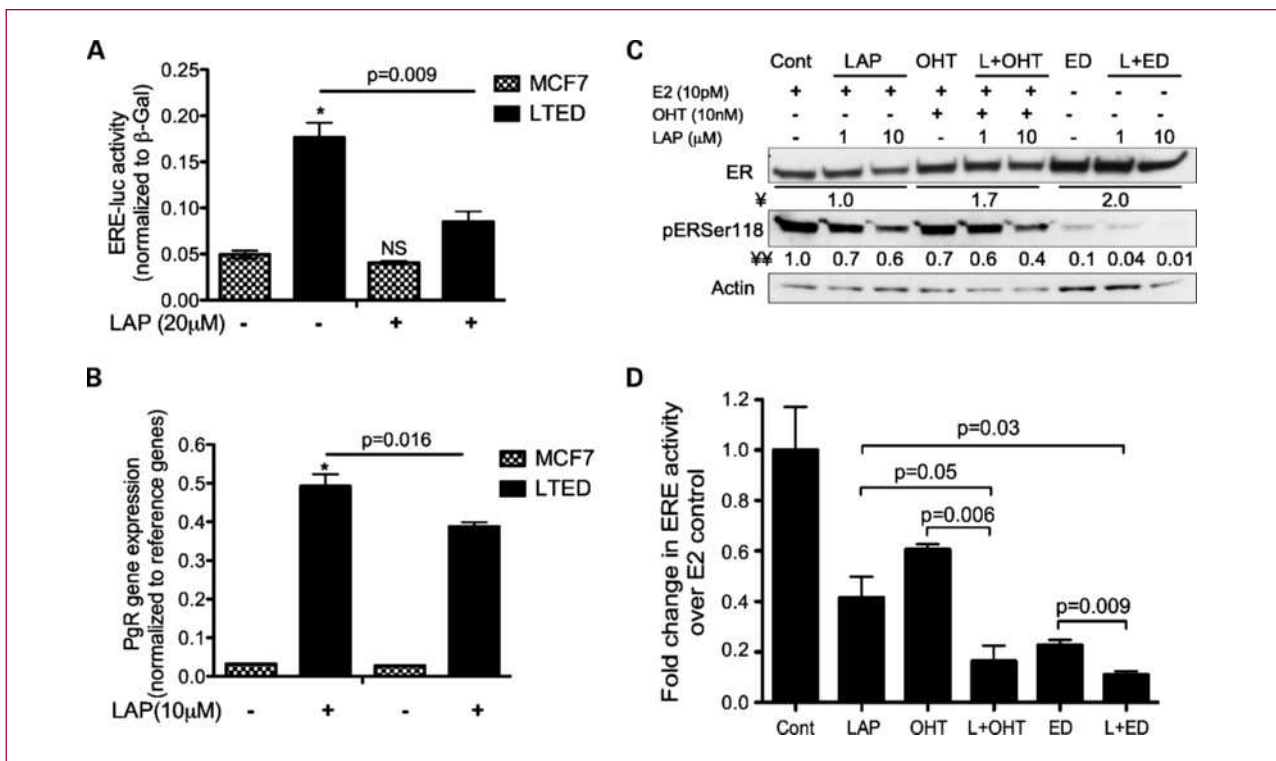 A
ERE-luc activity
(normalized to β-Gal)
0.25
0.20
0.15
0.10
0.05
0.00
p=0.009
*
NS
MCF7
LTED
LAP (20μM) - - + +
B
PgR gene expression
(normalized to reference genes)
0.6
0.5
0.4
0.3
0.2
0.1
0.0
p=0.016
*
MCF7
LTED
LAP(10μM) - + - +
C
Cont LAP OHT L+OHT ED L+ED
E2 (10pM) + + + + + + - - -
OHT (10nM) - - - + + + - - -
LAP (μM) - 1 10 - 1 10 - 1 10
ER
¥ 1.0 1.7 2.0
pERSer118
¥¥ 1.0 0.7 0.6 0.7 0.6 0.4 0.1 0.04 0.01
Actin
D
Fold change in ERE activity
over E2 control
1.2
1.0
0.8
0.6
0.4
0.2
0.0
p=0.03
p=0.05
p=0.006
p=0.009
Cont LAP OHT L+OHT ED L+ED